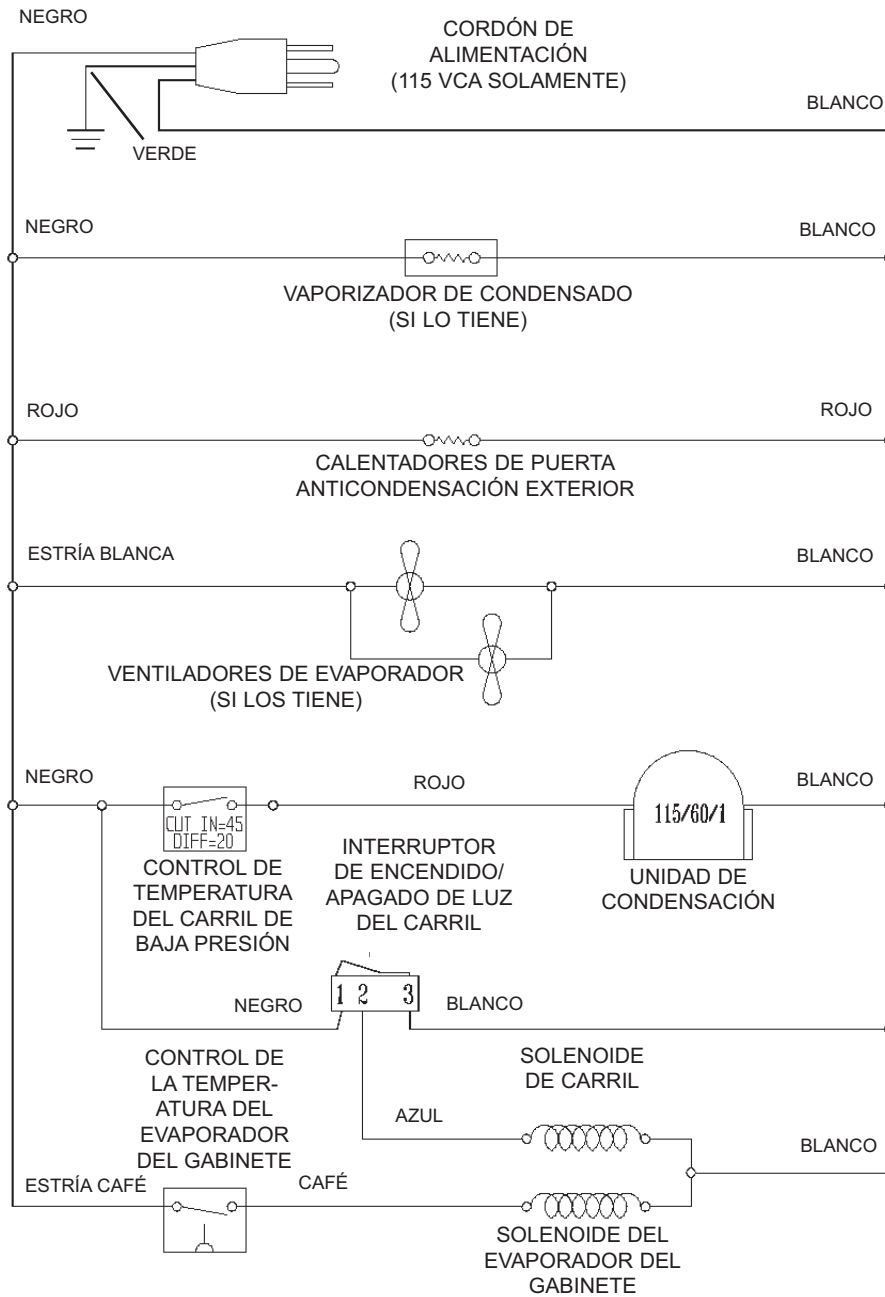 NEGRO
CORDÓN DE
ALIMENTACIÓN
(115 VCA SOLAMENTE)
BLANCO
VERDE
NEGRO
BLANCO
VAPORIZADOR DE CONDENSADO
(SI LO TIENE)
ROJO
ROJO
CALENTADORES DE PUERTA
ANTICONDENSACIÓN EXTERIOR
ESTRÍA BLANCA
BLANCO
VENTILADORES DE EVAPORADOR
(SI LOS TIENE)
NEGRO
ROJO
BLANCO
CUT IN=45
DIFF=20
115/60/1
CONTROL DE
TEMPERATURA
DEL CARRIL DE
BAJA PRESIÓN
INTERRUPTOR
DE ENCENDIDO/
APAGADO DE LUZ
DEL CARRIL
UNIDAD DE
CONDENSACIÓN
NEGRO
1 2 3
BLANCO
CONTROL DE
LA TEMPER-
ATURA DEL
EVAPORADOR
DEL GABINETE
SOLENOIDE
DE CARRIL
AZUL
BLANCO
ESTRÍA CAFÉ
CAFÉ
SOLENOIDE DEL
EVAPORADOR DEL
GABINETE